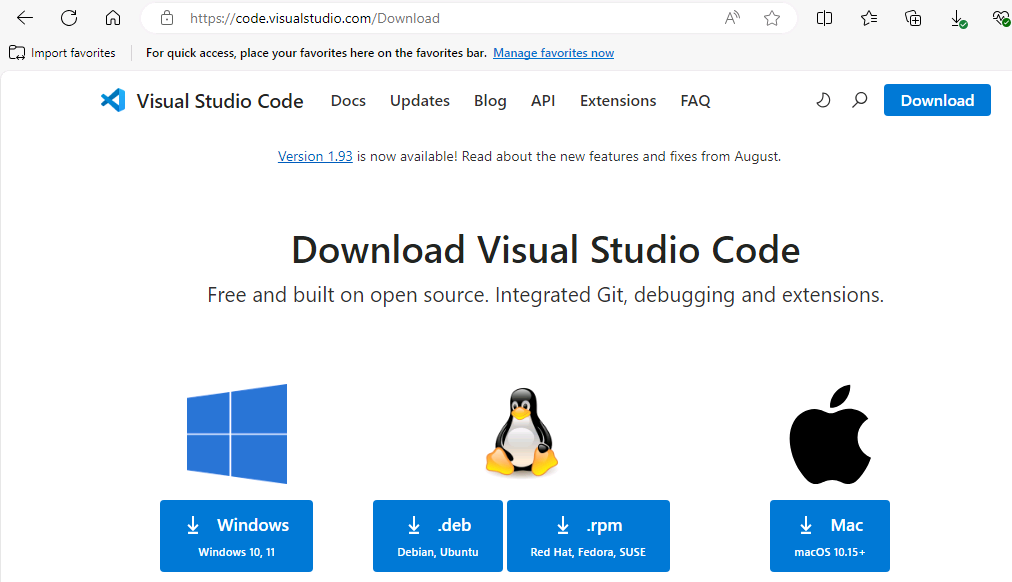 https://code.visualstudio.com/Download
Import favorites For quick access, place your favorites here on the favorites bar. Manage favorites now
Visual Studio Code Docs Updates Blog API Extensions FAQ Download
Version 1.93 is now available! Read about the new features and fixes from August.
Download Visual Studio Code
Free and built on open source. Integrated Git, debugging and extensions.
Windows .deb .rpm Mac
Windows 10, 11 Debian, Ubuntu Red Hat, Fedora, SUSE macOS 10.15+